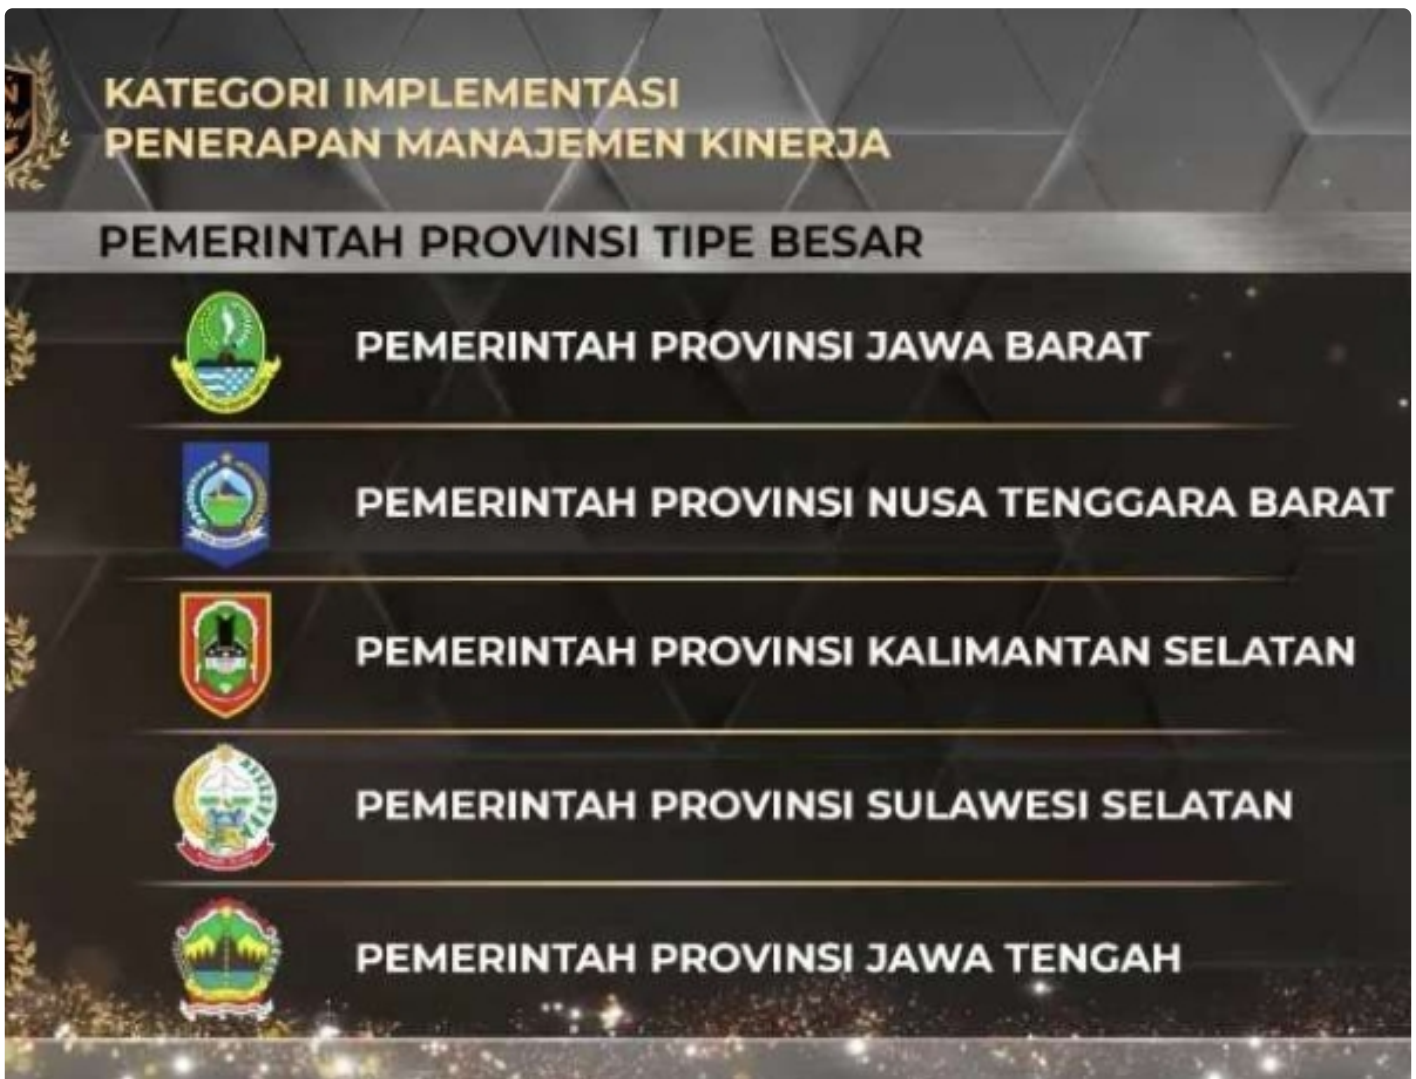 KATEGORI IMPLEMENTASI
PENERAPAN MANAJEMEN KINERJA
PEMERINTAH PROVINSI TIPE BESAR
PEMERINTAH PROVINSI JAWA BARAT
PEMERINTAH PROVINSI NUSA TENGGARA BARAT
PEMERINTAH PROVINSI KALIMANTAN SELATAN
PEMERINTAH PROVINSI SULAWESI SELATAN
PEMERINTAH PROVINSI JAWA TENGAH